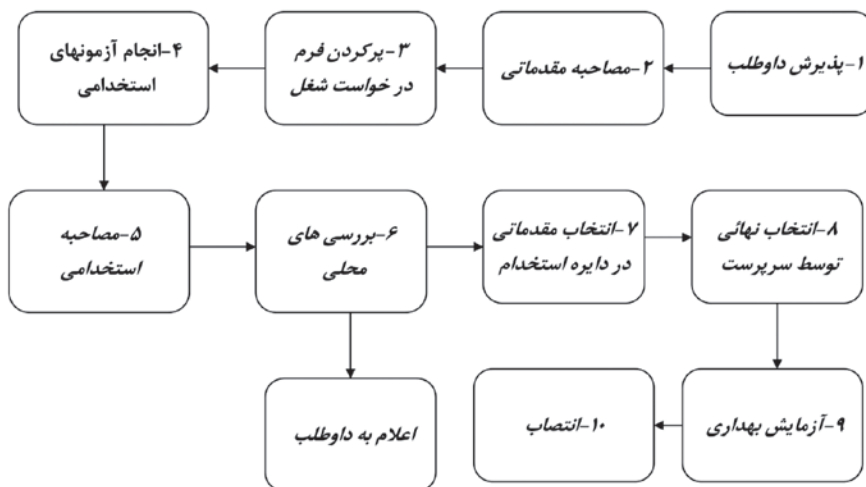 ۱-پذیرش داوطلب
۲-مصاحبه مقدماتی
۳-پرکردن فرم
در خواست شغل
۴-انجام آزمونهای
استخدامی
۵-مصاحبه
استخدامی
۶-بررسی های
محلی
۷-انتخاب مقدماتی
در دایره استخدام
۸-انتخاب نهائی
توسط سرپرست
۹-آزمایش بهداری
۱۰-انتصاب
اعلام به داوطلب